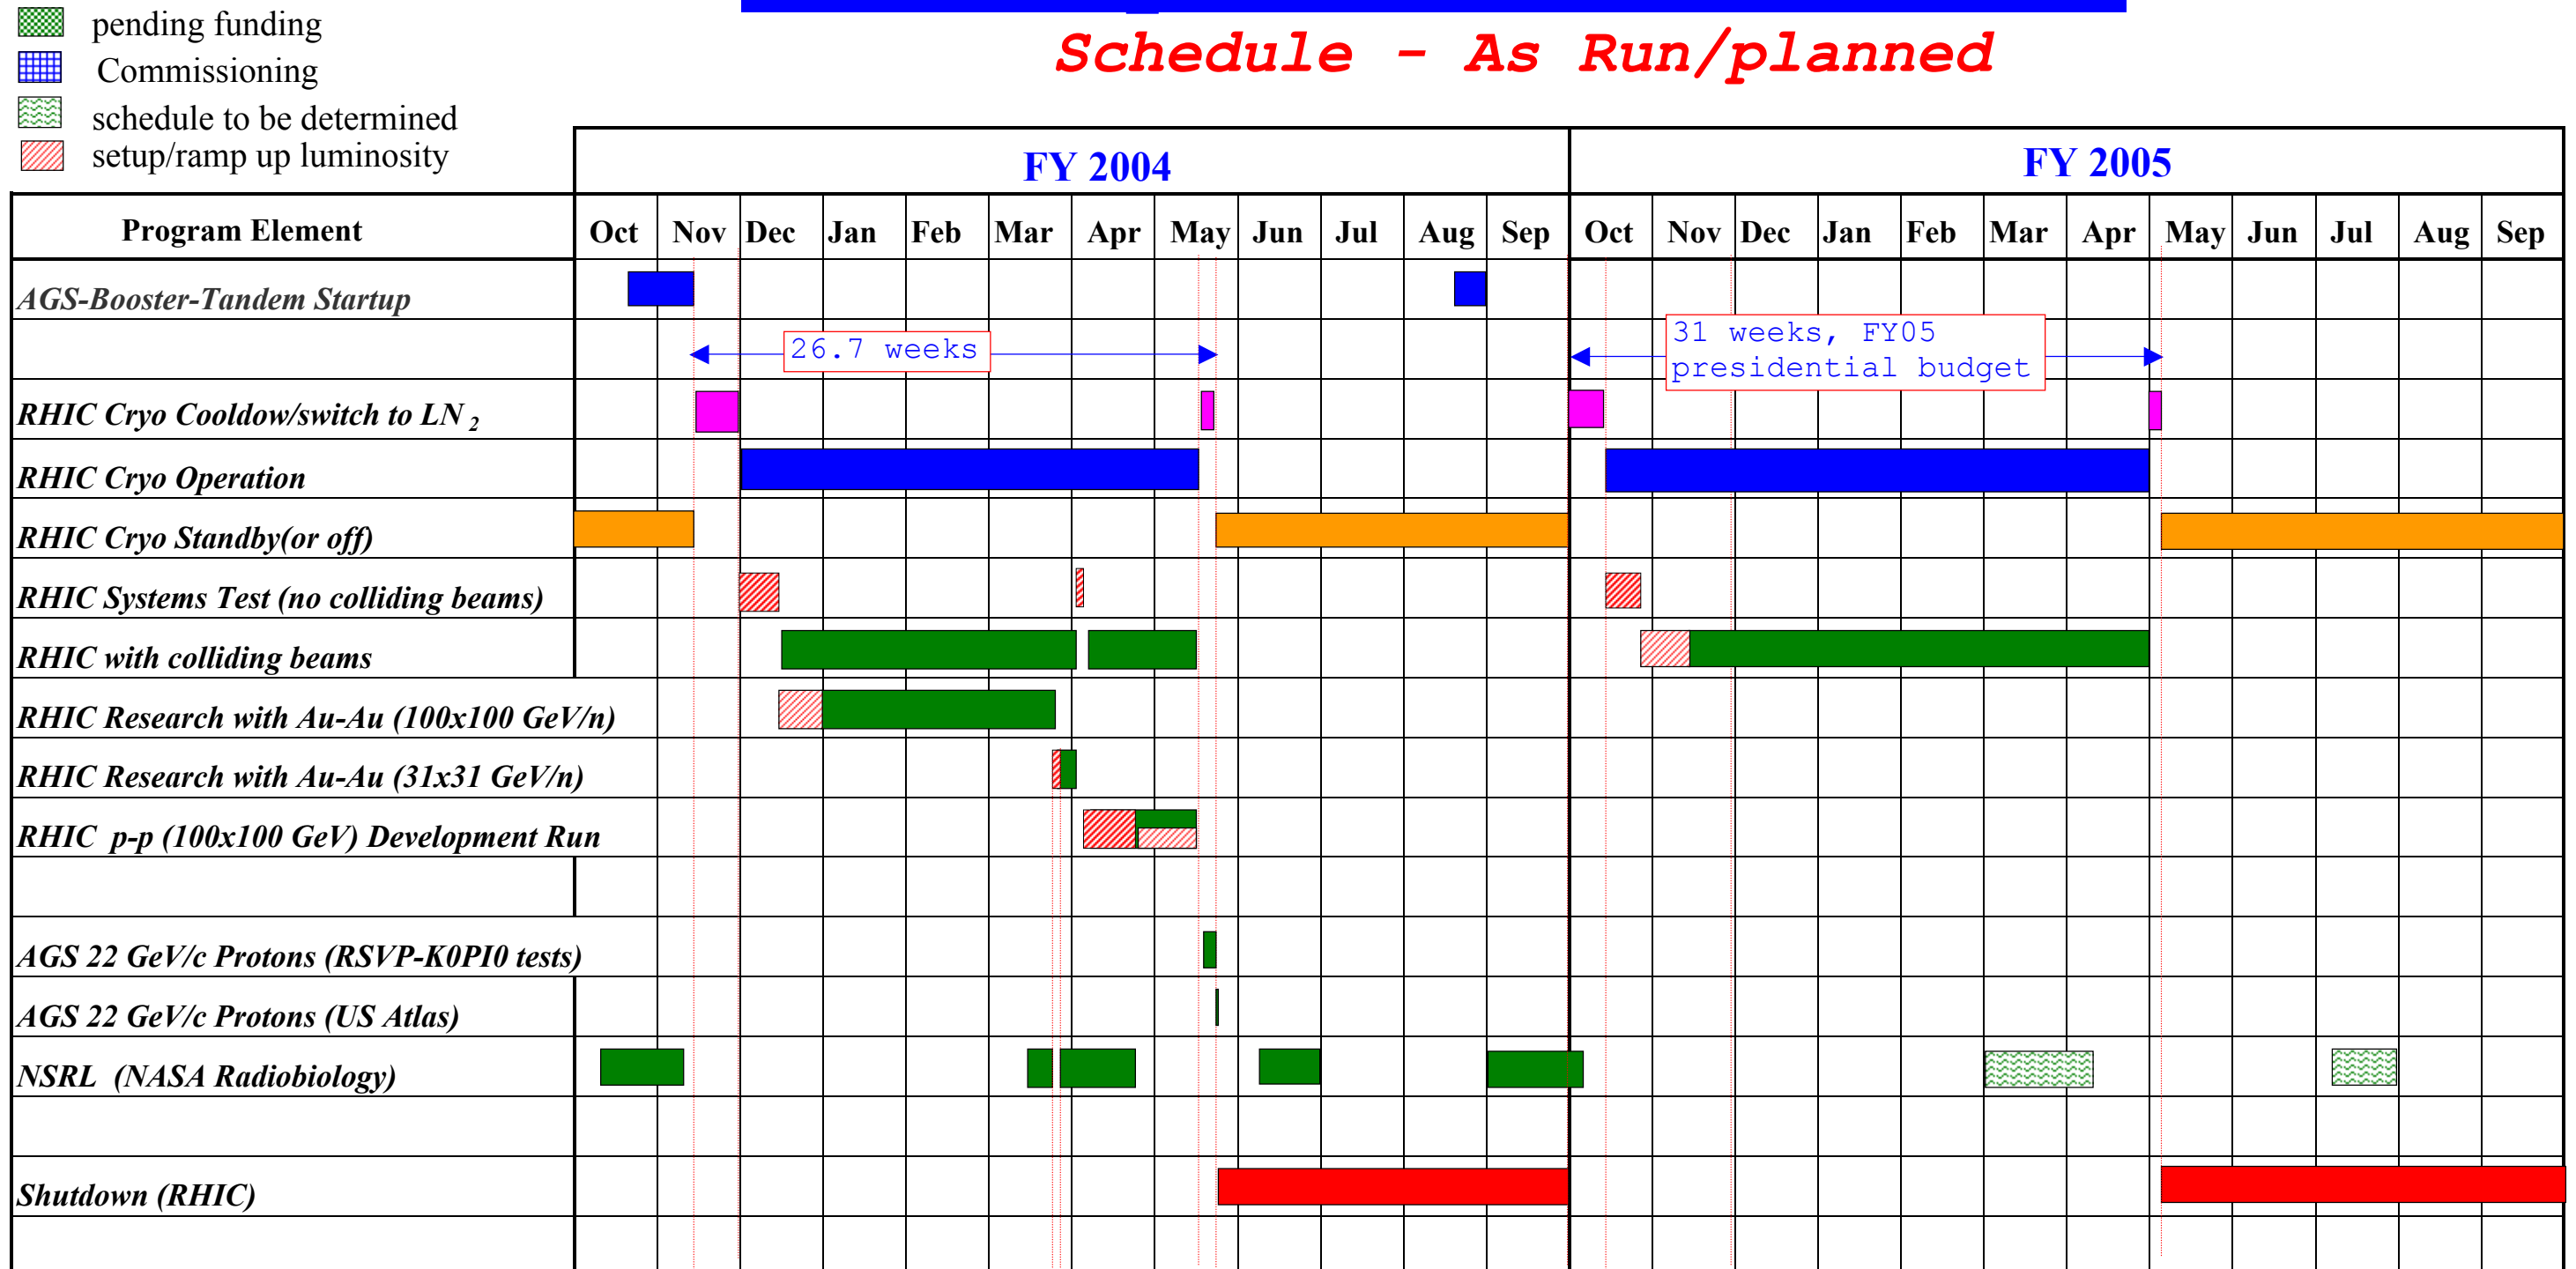 pending funding
Commissioning
schedule to be determined
setup/ramp up luminosity
Schedule - As Run/planned
FY 2004 FY 2005
Program Element Oct Nov Dec Jan Feb Mar Apr May Jun Jul Aug Sep Oct Nov Dec Jan Feb Mar Apr May Jun Jul Aug Sep
AGS-Booster-Tandem Startup
26.7 weeks
31 weeks, FY05
presidential budget
RHIC Cryo Cooldow/switch to LN2
RHIC Cryo Operation
RHIC Cryo Standby(or off)
RHIC Systems Test (no colliding beams)
RHIC with colliding beams
RHIC Research with Au-Au (100x100 GeV/n)
RHIC Research with Au-Au (31x31 GeV/n)
RHIC p-p (100x100 GeV) Development Run
AGS 22 GeV/c Protons (RSVP-K0PI0 tests)
AGS 22 GeV/c Protons (US Atlas)
NSRL (NASA Radiobiology)
Shutdown (RHIC)